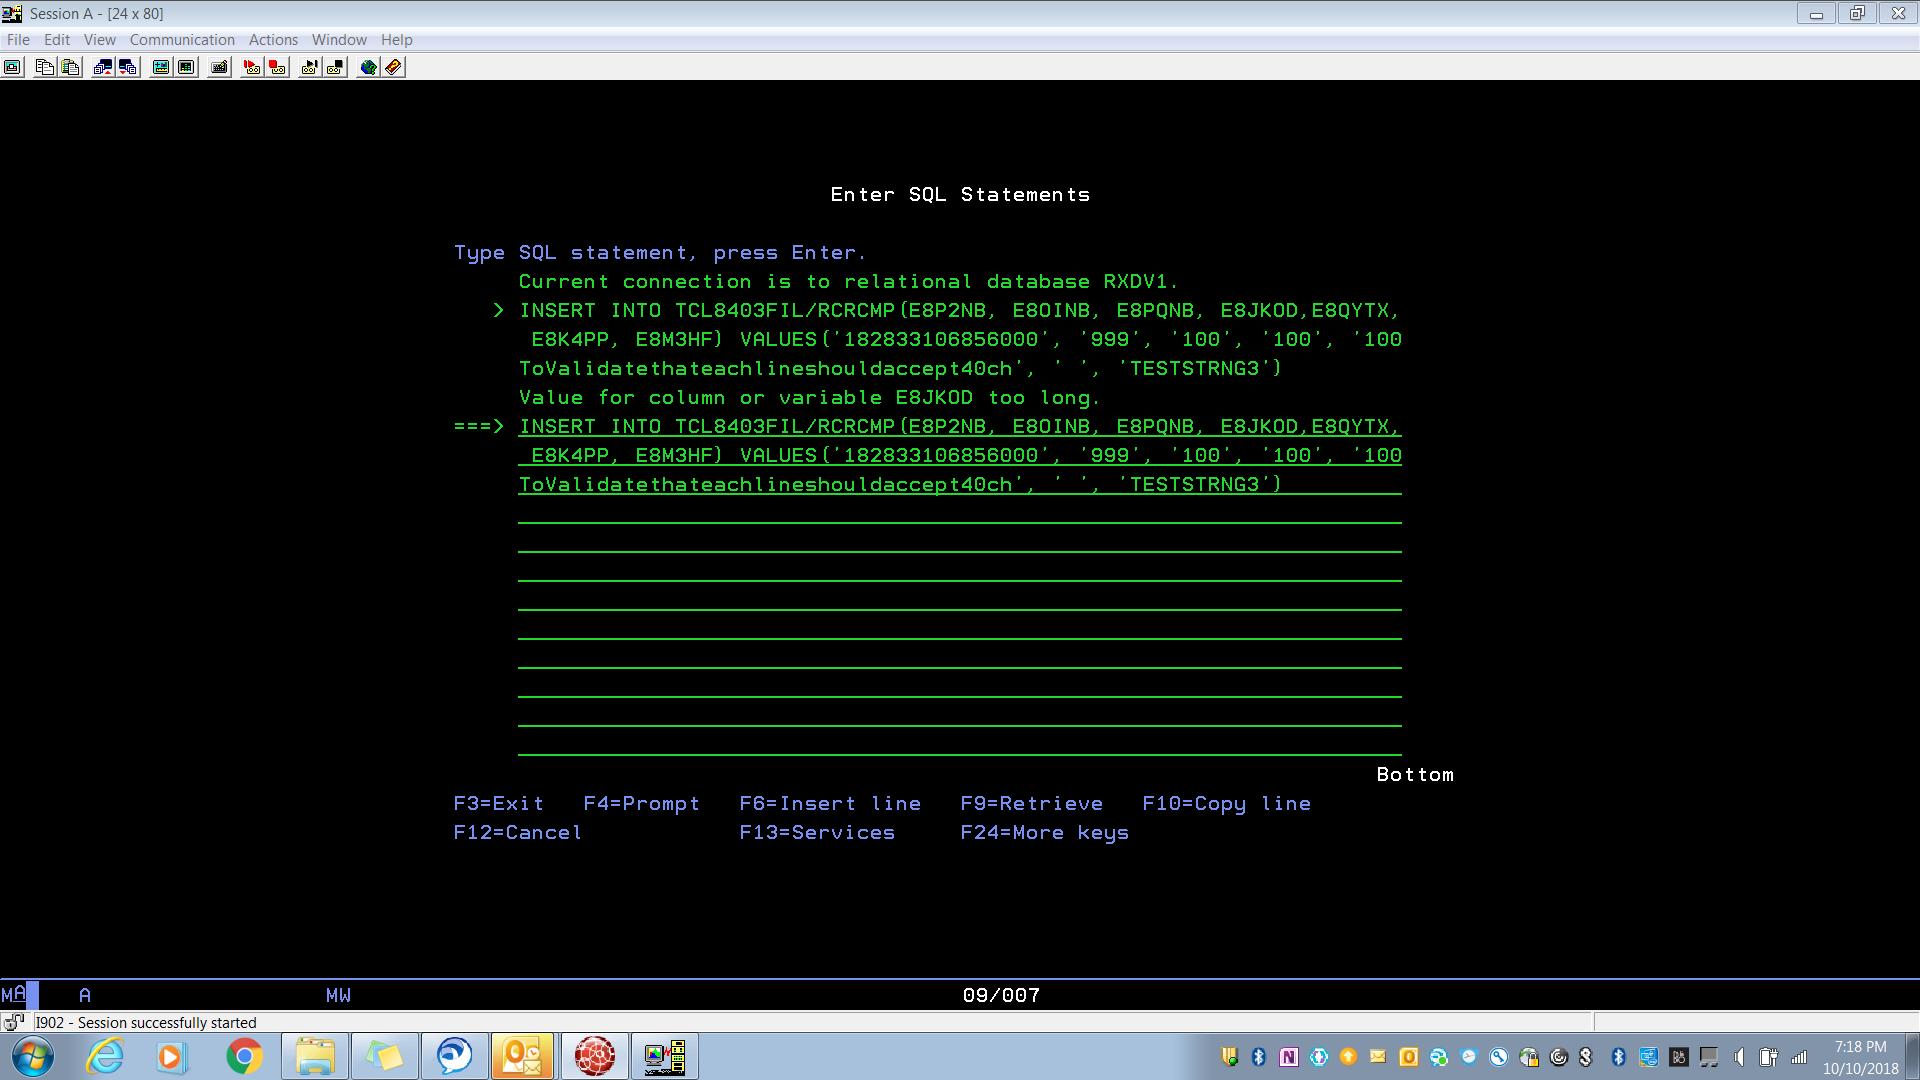 Session A - [24 x 80]
File Edit View Communication Actions Window Help
Enter SQL Statements
Type SQL statement, press Enter.
Current connection is to relational database RXDV1.
> INSERT INTO TCL8403FIL/RCRCMP(E8P2NB, E8OINB, E8PQNB, E8JKOD,E8QYTX,
E8K4PP, E8M3HF) VALUES('182833106856000', '999', '100', '100', '100
ToValidatethateachlineshouldaccept40ch', ' ', 'TESTSTRNG3')
Value for column or variable E8JKOD too long.
===> INSERT INTO TCL8403FIL/RCRCMP(E8P2NB, E8OINB, E8PQNB, E8JKOD,E8QYTX,
E8K4PP, E8M3HF) VALUES('182833106856000', '999', '100', '100', '100
ToValidatethateachlineshouldaccept40ch', ' ', 'TESTSTRNG3')
Bottom
F3=Exit F4=Prompt F6=Insert line F9=Retrieve F10=Copy line
F12=Cancel F13=Services F24=More keys
MA A MW 09/007
I902 - Session successfully started
7:18 PM
10/10/2018